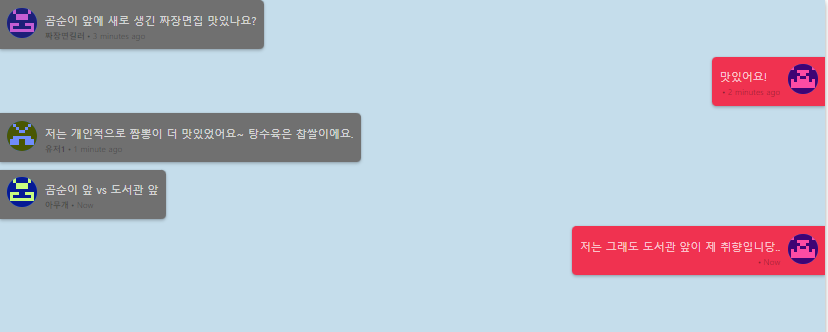 곰순이 앞에 새로 생긴 짜장면집 맛있나요?
짜장면킬러 • 3 minutes ago
맛있어요!
• 2 minutes ago
저는 개인적으로 짬뽕이 더 맛있었어요~ 탕수육은 찹쌀이에요.
유저1 • 1 minute ago
곰순이 앞 vs 도서관 앞
아무개 • Now
저는 그래도 도서관 앞이 제 취향입니당..
• Now